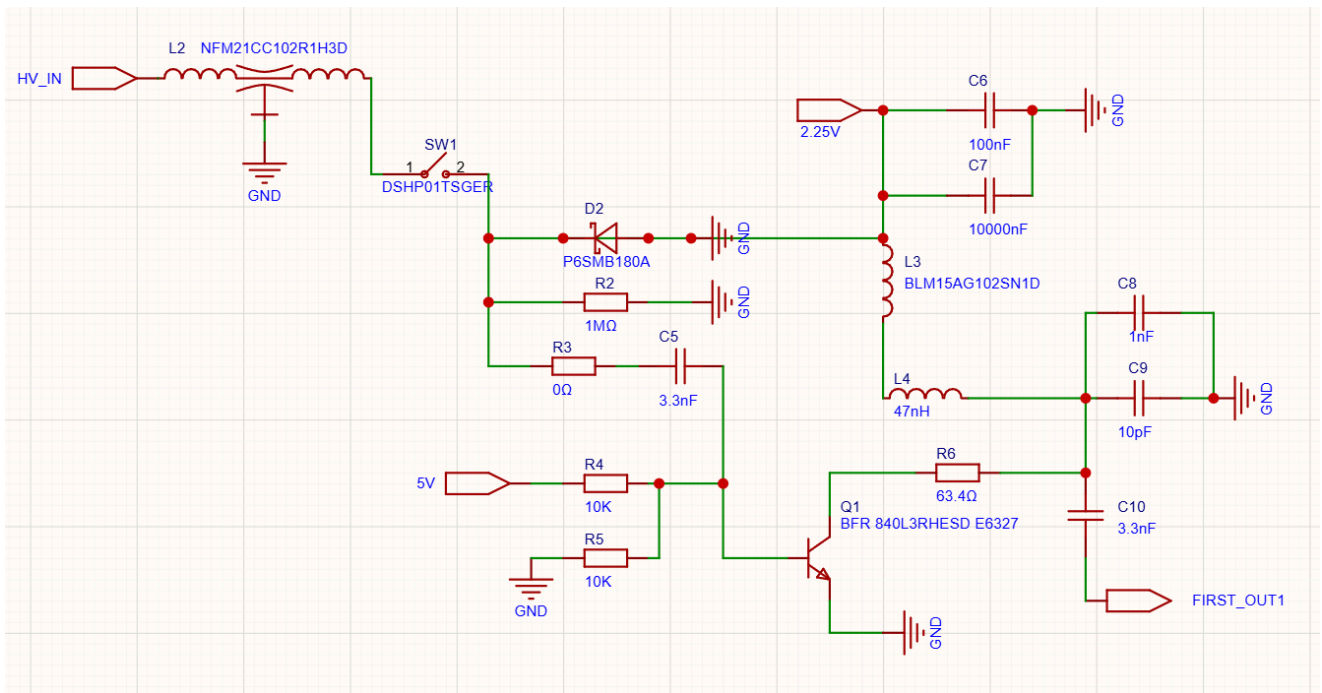 L2 NFM21CC102R1H3D
HV_IN
GND
SW1
1 2
DSHP01TSGER
D2
P6SMB180A
GND
R2
1MΩ
GND
R3
0Ω
C5
3.3nF
5V
R4
10K
R5
10K
GND
2.25V
C6
100nF
GND
C7
10000nF
L3
BLM15AG102SN1D
L4
47nH
C8
1nF
C9
10pF
GND
R6
63.4Ω
Q1
BFR 840L3RHESD E6327
GND
C10
3.3nF
FIRST_OUT1